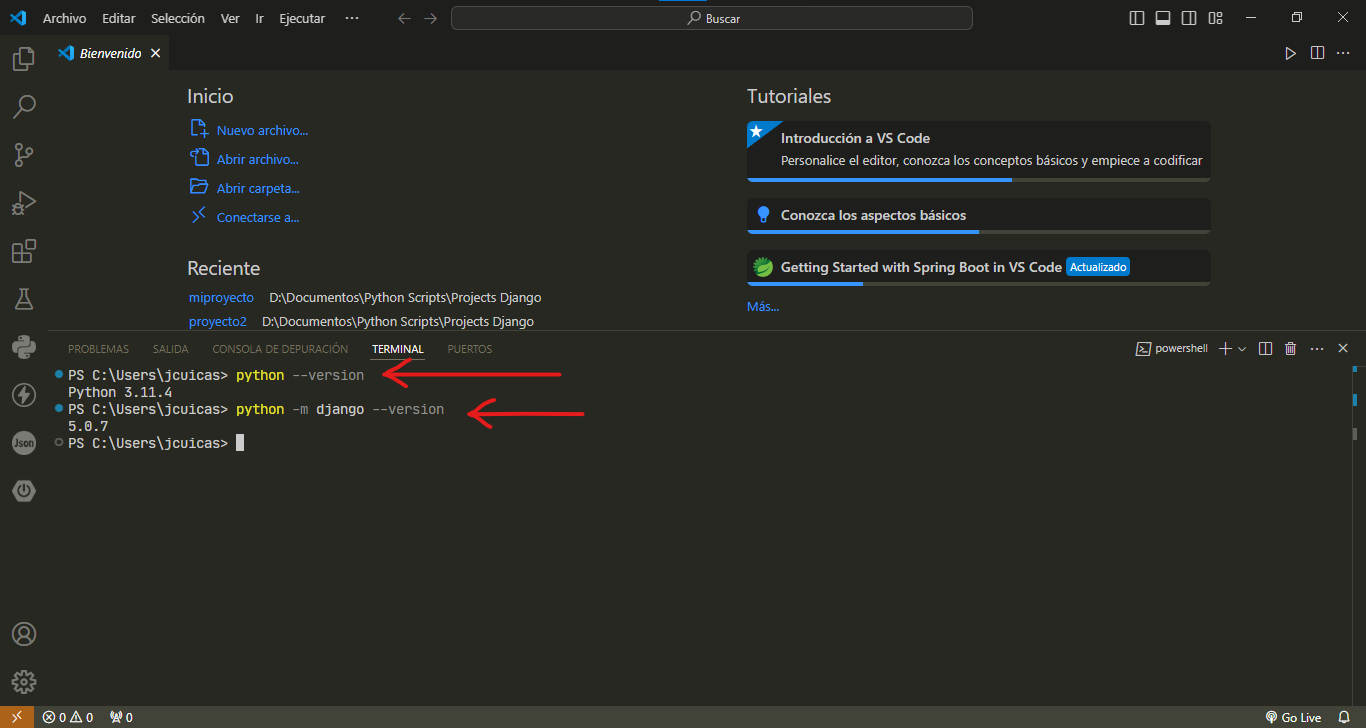 Archivo Editar Selección Ver Ir Ejecutar ··· Buscar
Bienvenido
Inicio
Nuevo archivo...
Abrir archivo...
Abrir carpeta...
Conectarse a...
Reciente
miproyecto D:\Documentos\Python Scripts\Projects Django
proyecto2 D:\Documentos\Python Scripts\Projects Django
Tutoriales
Introducción a VS Code
Personalice el editor, conozca los conceptos básicos y empiece a codificar
Conozca los aspectos básicos
Getting Started with Spring Boot in VS Code Actualizado
Más...
PROBLEMAS SALIDA CONSOLA DE DEPURACIÓN TERMINAL PUERTOS powershell
PS C:\Users\jcuicas> python --version
Python 3.11.4
PS C:\Users\jcuicas> python -m django --version
5.0.7
PS C:\Users\jcuicas>
Json
0 0 0 Go Live